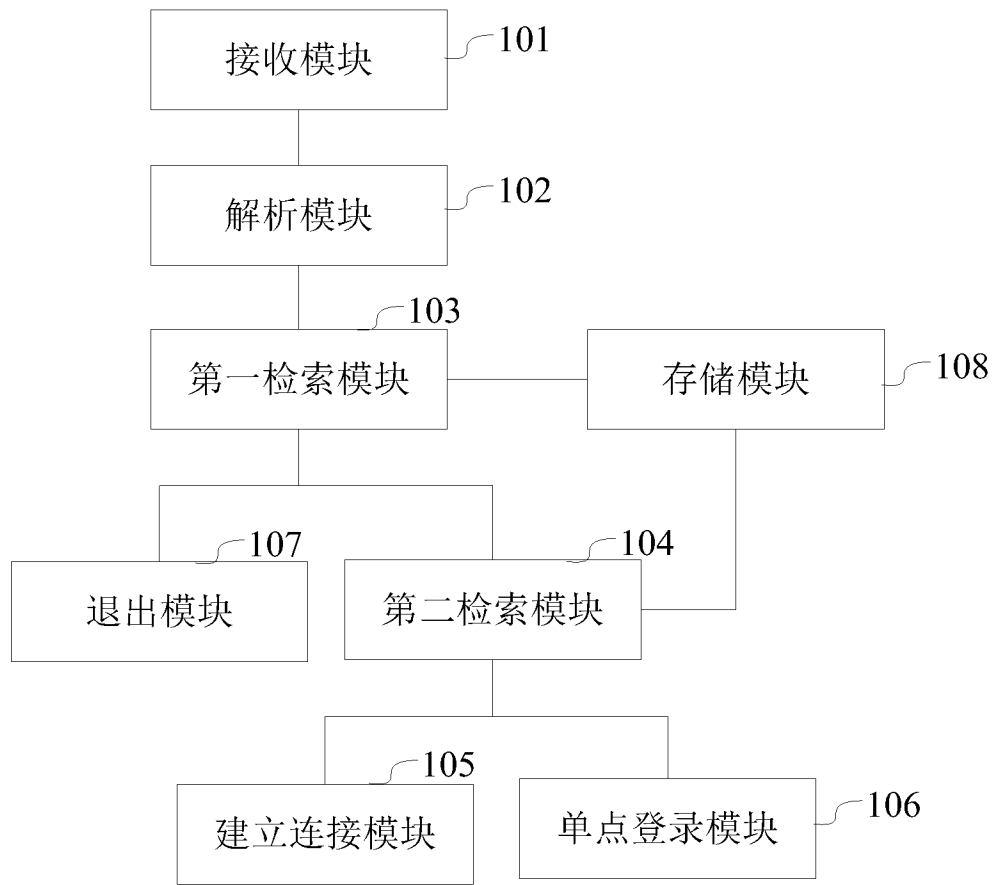 接收模块
101
解析模块
102
103
第一检索模块
存储模块
108
107
退出模块
104
第二检索模块
105
建立连接模块
单点登录模块
106